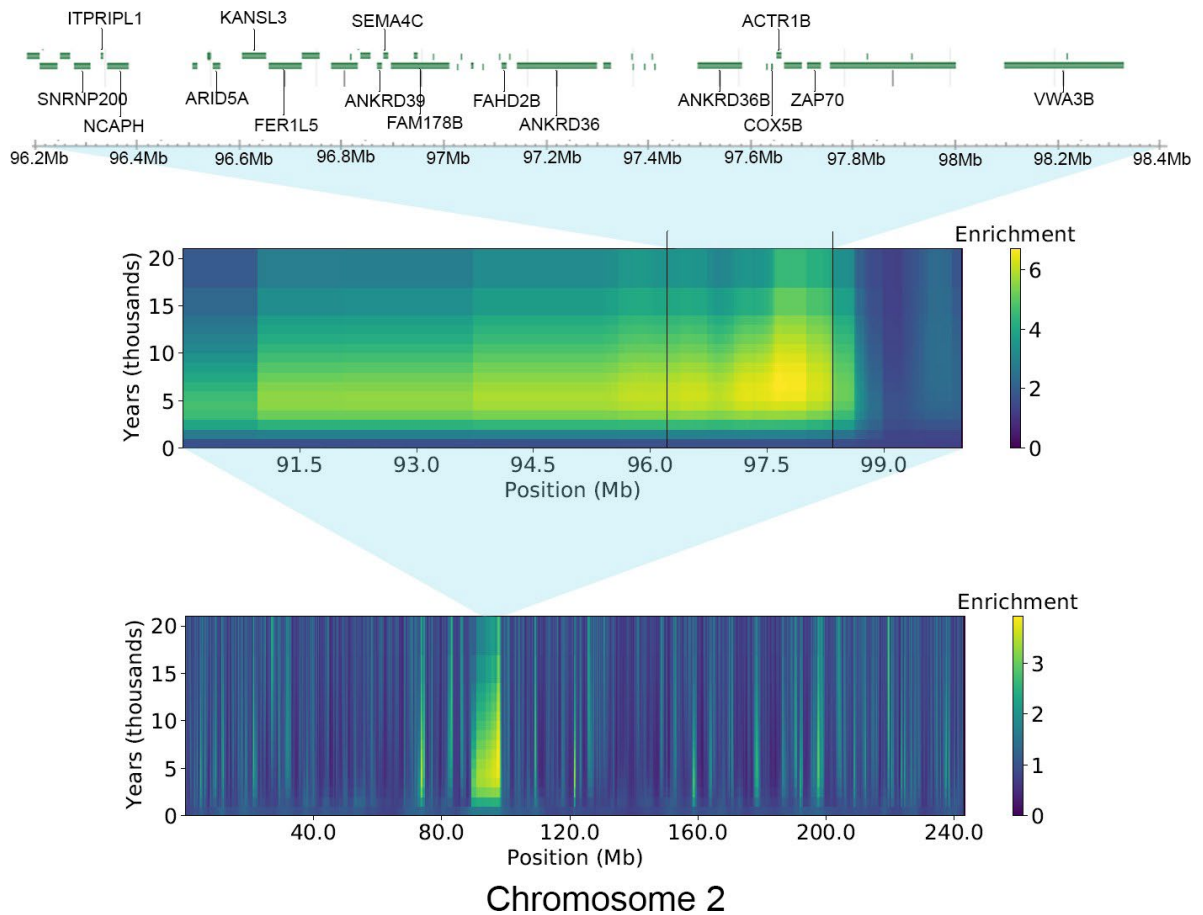 ITPRIPL1 KANSL3 SEMA4C ACTR1B
SNRNP200 ARID5A ANKRD39 FAHD2B ANKRD36B ZAP70 VWA3B
NCAPH FER1L5 FAM178B ANKRD36 COX5B
96.2Mb 96.4Mb 96.6Mb 96.8Mb 97Mb 97.2Mb 97.4Mb 97.6Mb 97.8Mb 98Mb 98.2Mb 98.4Mb
Enrichment
Years (thousands)
20
15
10
5
0
6
4
2
0
91.5 93.0 94.5 96.0 97.5 99.0
Position (Mb)
Enrichment
Years (thousands)
20
15
10
5
0
3
2
1
0
40.0 80.0 120.0 160.0 200.0 240.0
Position (Mb)
Chromosome 2